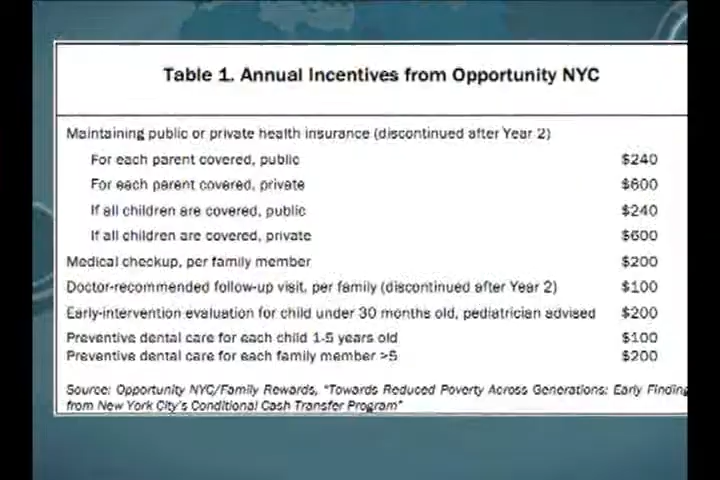 Table 1. Annual Incentives from Opportunity NYC
Maintaining public or private health insurance (discontinued after Year 2)
For each parent covered, public $240
For each parent covered, private $600
If all children are covered, public $240
If all children are covered, private $600
Medical checkup, per family member $200
Doctor-recommended follow-up visit, per family (discontinued after Year 2) $100
Early-intervention evaluation for child under 30 months old, pediatrician advised $200
Preventive dental care for each child 1-5 years old $100
Preventive dental care for each family member >5 $200
Source: Opportunity NYC/Family Rewards, "Towards Reduced Poverty Across Generations: Early Finding
from New York City's Conditional Cash Transfer Program"